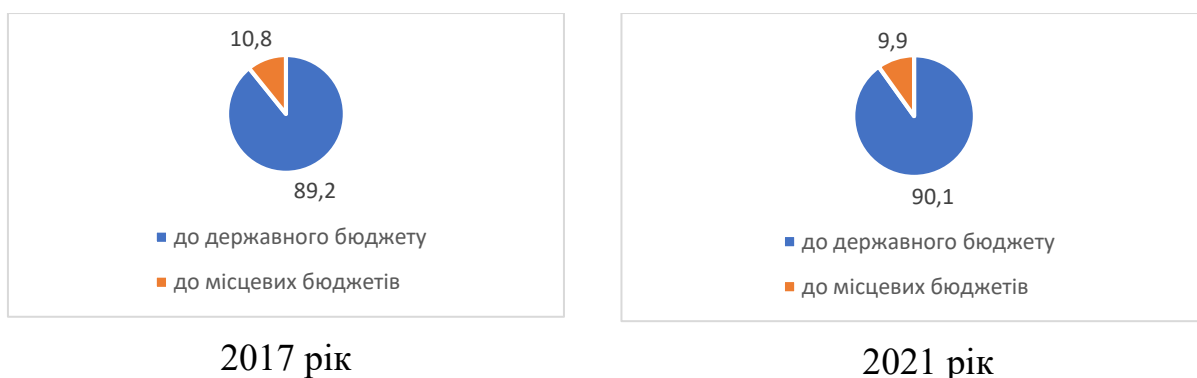 10,8
89,2
до державного бюджету
до місцевих бюджетів
2017 рік
9,9
90,1
до державного бюджету
до місцевих бюджетів
2021 рік